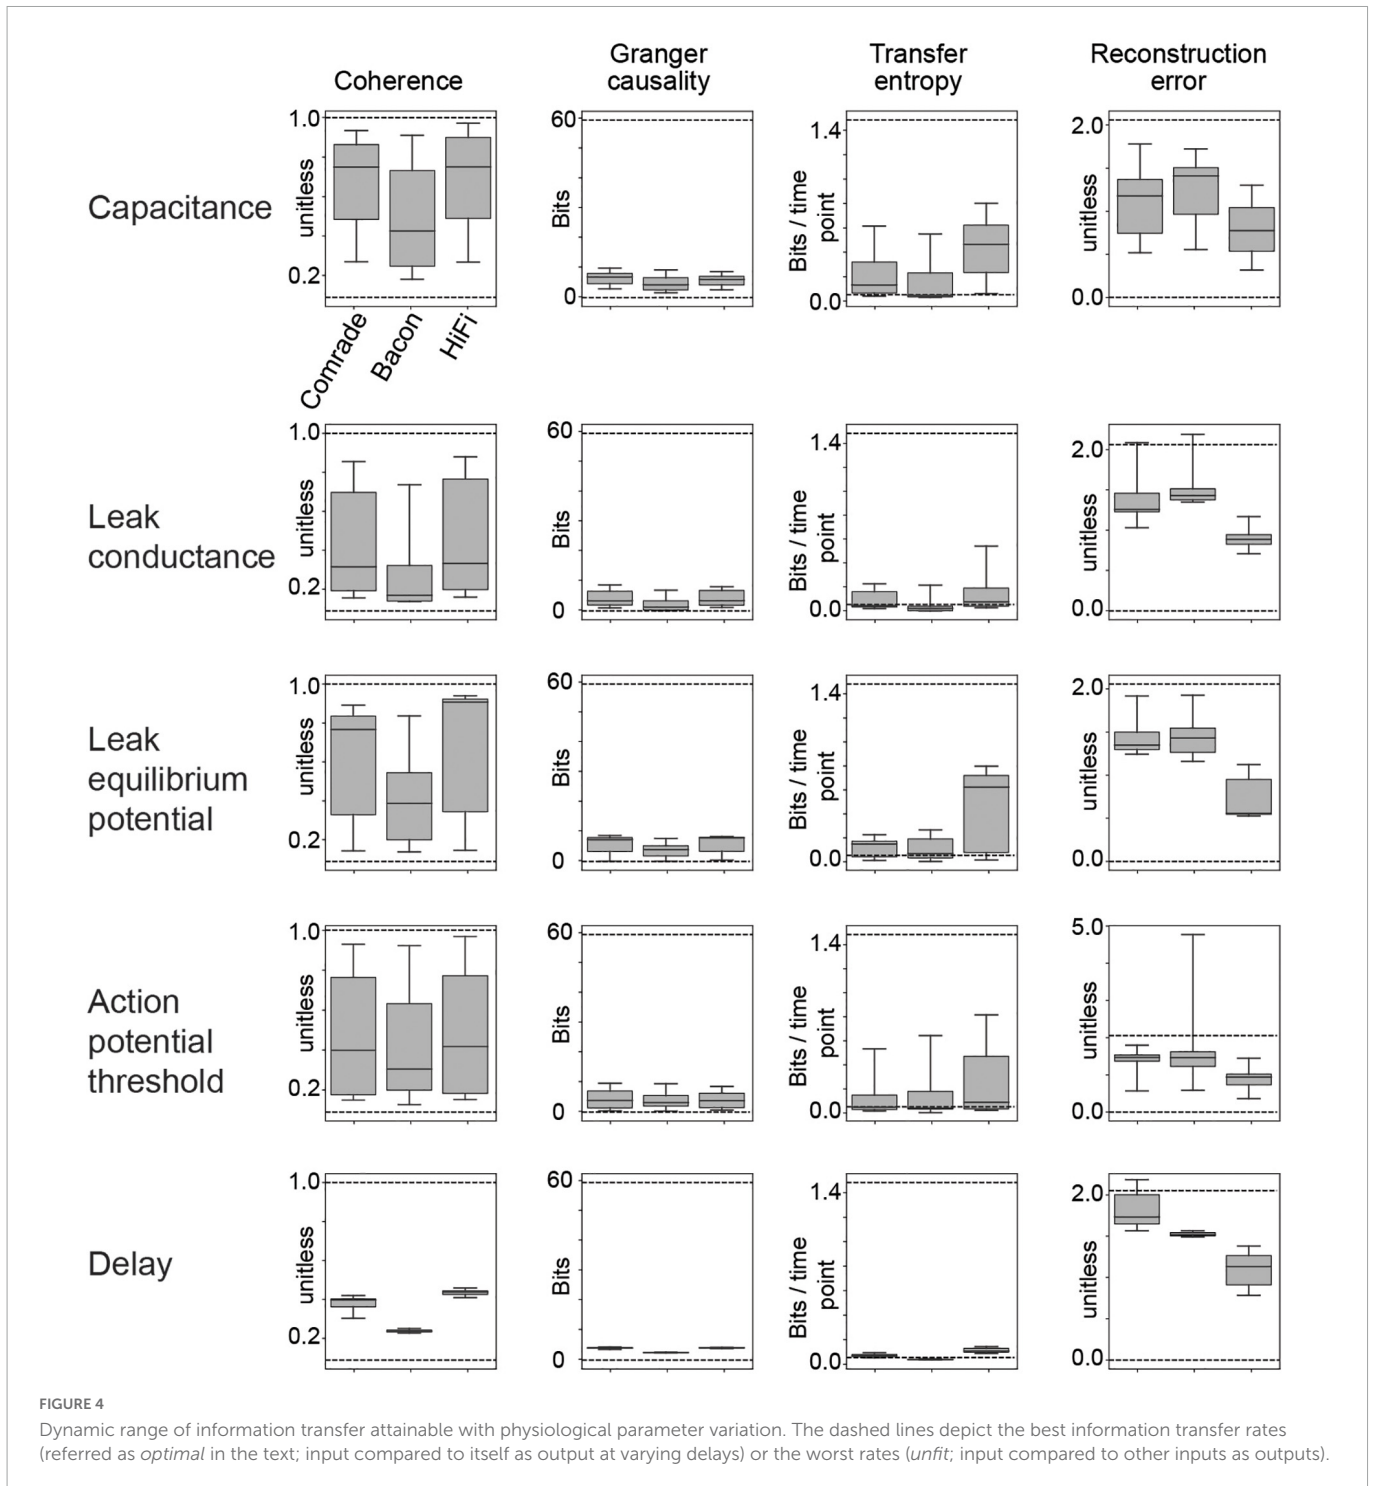 Coherence
Granger
causality
Transfer
entropy
Reconstruction
error
Capacitance
1.0
unitless
0.2
60
Bits
0
1.4
Bits / time
point
0.0
2.0
unitless
0.0
Comrade
Bacon
HiFi
Leak
conductance
1.0
unitless
0.2
60
Bits
0
1.4
Bits / time
point
0.0
2.0
unitless
0.0
Leak
equilibrium
potential
1.0
unitless
0.2
60
Bits
0
1.4
Bits / time
point
0.0
2.0
unitless
0.0
Action
potential
threshold
1.0
unitless
0.2
60
Bits
0
1.4
Bits / time
point
0.0
5.0
unitless
0.0
Delay
1.0
unitless
0.2
60
Bits
0
1.4
Bits / time
point
0.0
2.0
unitless
0.0
FIGURE 4
Dynamic range of information transfer attainable with physiological parameter variation. The dashed lines depict the best information transfer rates
(referred as optimal in the text; input compared to itself as output at varying delays) or the worst rates (unfit; input compared to other inputs as outputs).